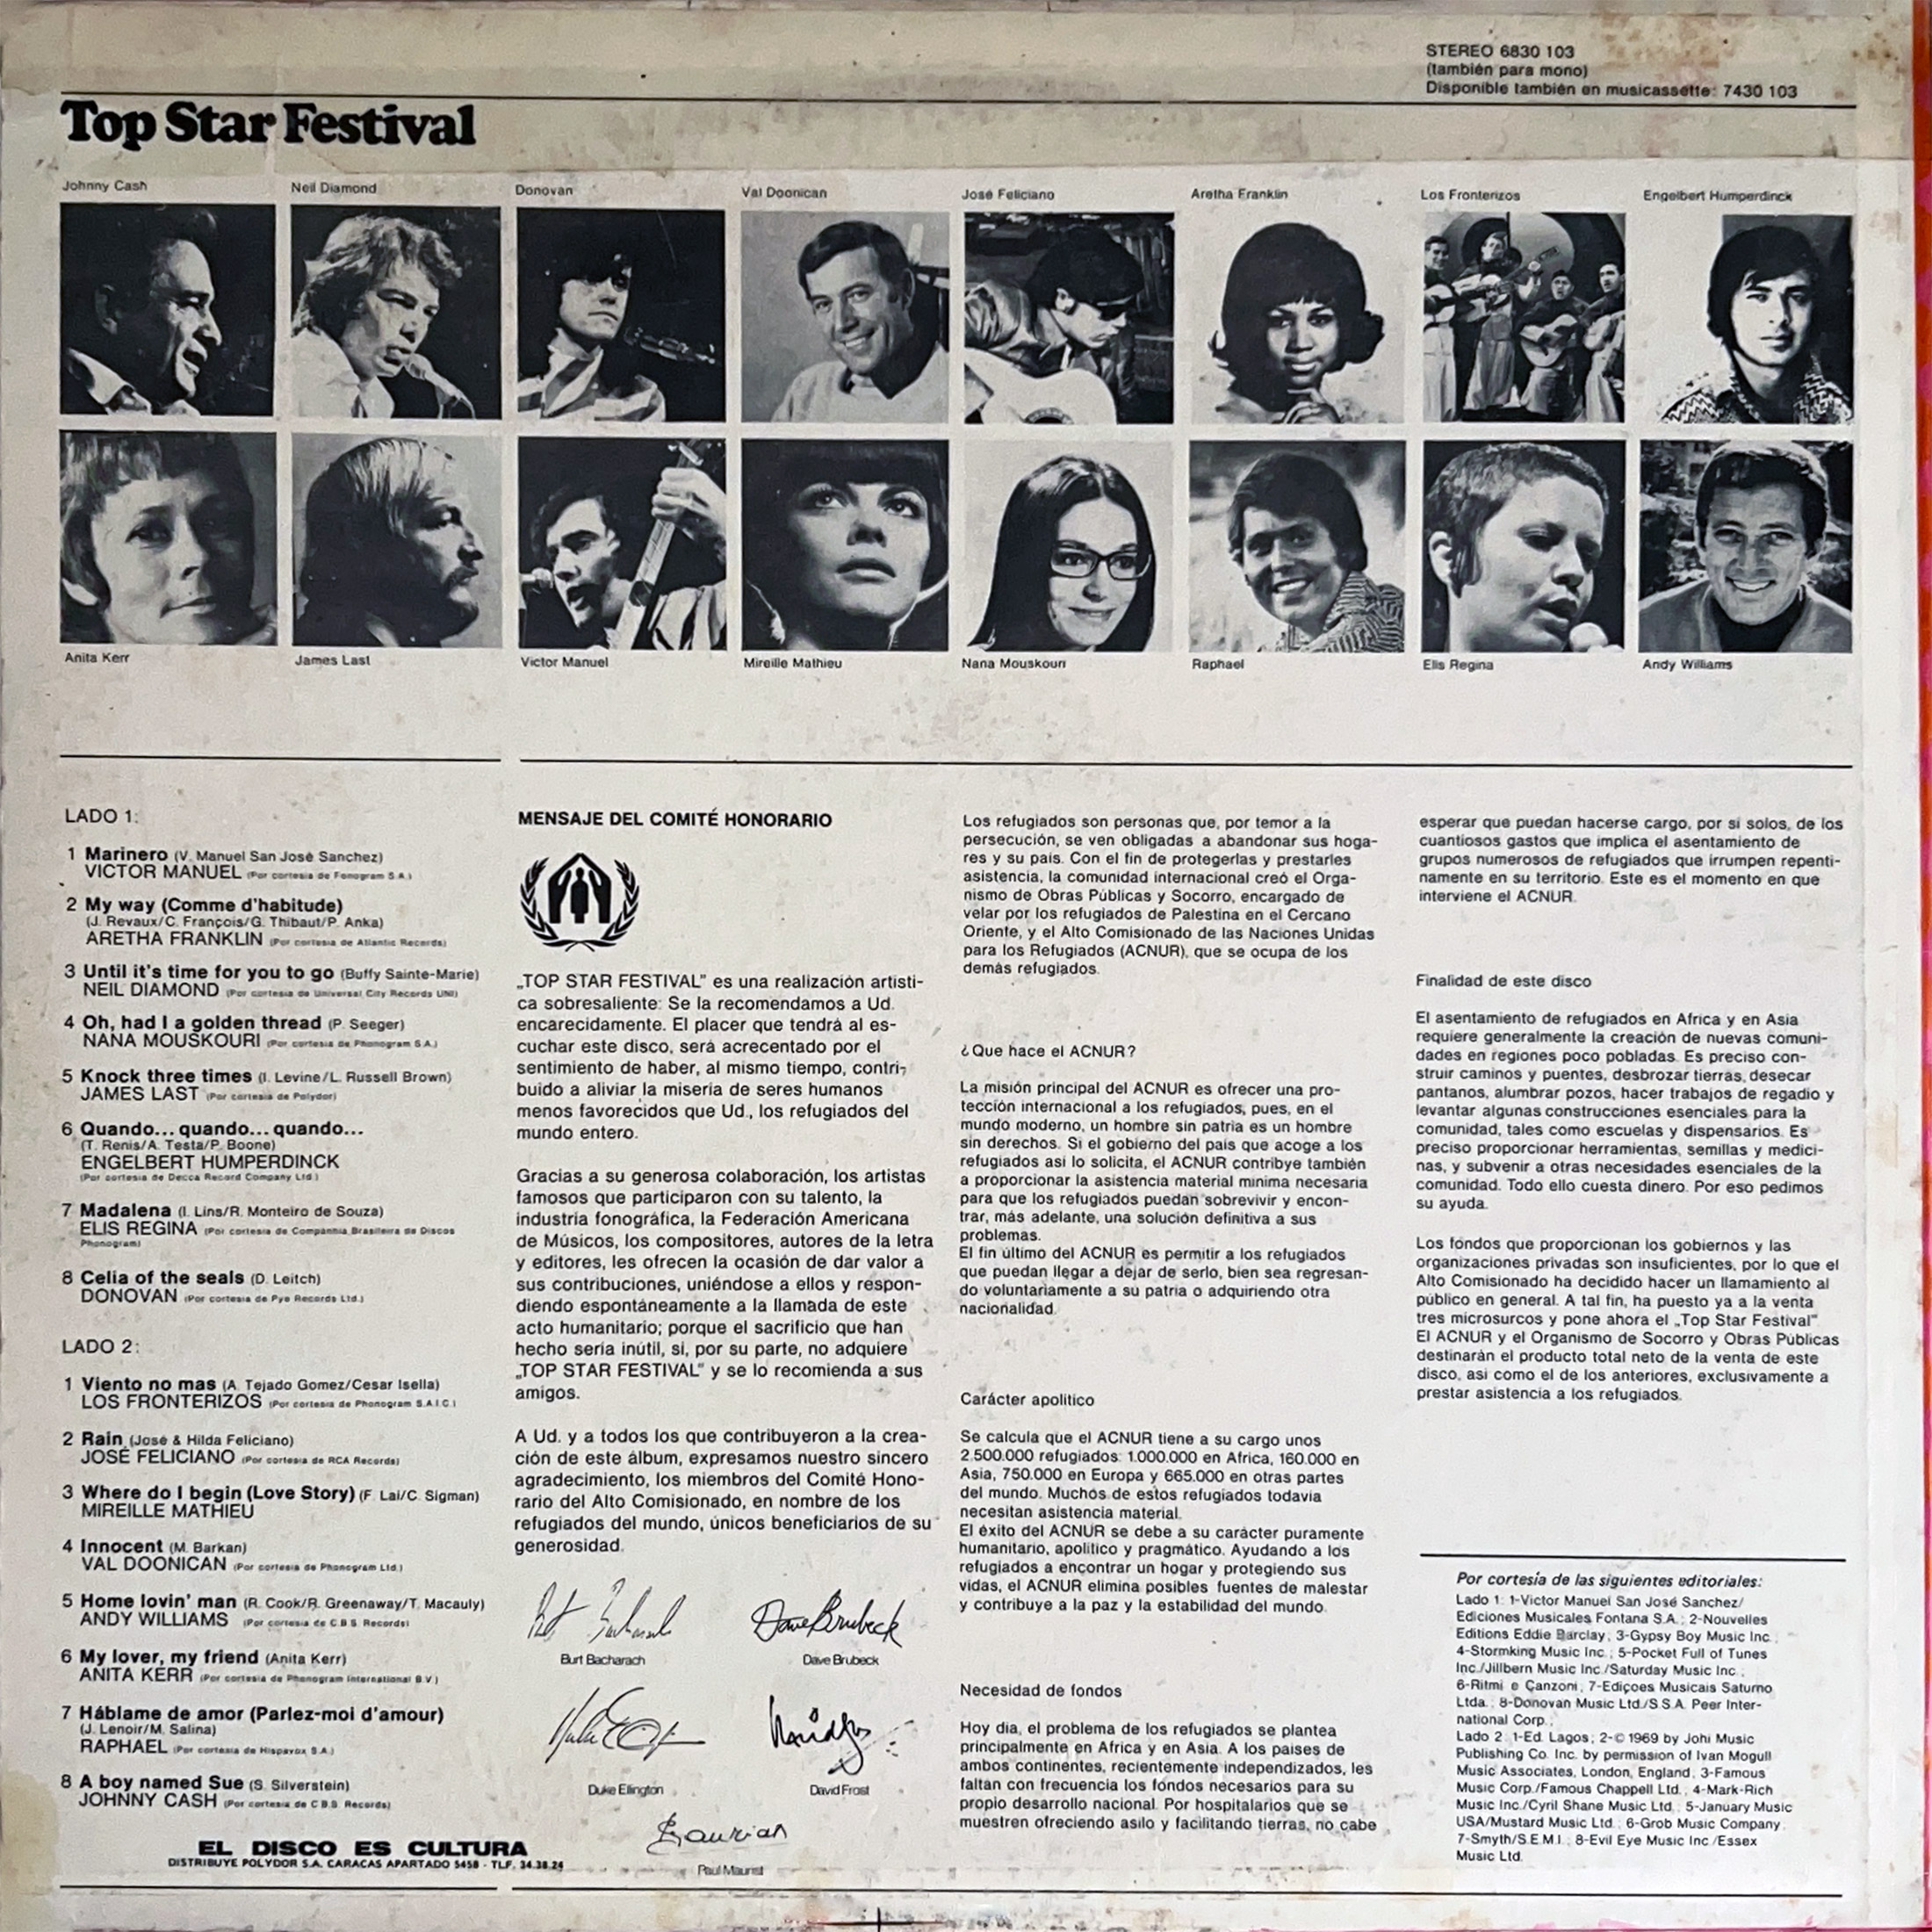 STEREO 6830 103
(también para mono)
Disponible también en musicassette: 7430 103
Top Star Festival
Johnny Cash
Neil Diamond
Donovan
Val Doonican
José Feliciano
Aretha Franklin
Los Fronterizos
Engelbert Humperdinck
Anita Kerr
James Last
Victor Manuel
Mireille Mathieu
Nana Mouskouri
Raphael
Elis Regina
Andy Williams
LADO 1:
1 Marinero (V. Manuel San José Sanchez)
VICTOR MANUEL (Por cortesia de Fonogram S.A.)
2 My way (Comme d'habitude)
(J. Revaux/C. François/G. Thibaut/P. Anka)
ARETHA FRANKLIN (Por cortesia de Atlantic Records)
3 Until it's time for you to go (Buffy Sainte-Marie)
NEIL DIAMOND (Por cortesia de Universal City Records UNI)
4 Oh, had I a golden thread (P. Seeger)
NANA MOUSKOURI (Por cortesia de Phonogram S.A.)
5 Knock three times (I. Levine/L. Russell Brown)
JAMES LAST (Por cortesia de Polydor)
6 Quando... quando... quando...
(T. Renis/A. Testa/P. Boone)
ENGELBERT HUMPERDINCK
(Por cortesia de Decca Record Company Ltd.)
7 Madalena (I. Lins/R. Monteiro de Souza)
ELIS REGINA (Por cortesia de Companhia Brasileira de Discos
Phonogram)
8 Celia of the seals (D. Leitch)
DONOVAN (Por cortesia de Pye Records Ltd.)
LADO 2:
1 Viento no mas (A. Tejado Gomez/Cesar Isella)
LOS FRONTERIZOS (Por cortesia de Phonogram S.A.I.C.)
2 Rain (José & Hilda Feliciano)
JOSÉ FELICIANO (Por cortesia de RCA Records)
3 Where do I begin (Love Story) (F. Lai/C. Sigman)
MIREILLE MATHIEU
4 Innocent (M. Barkan)
VAL DOONICAN (Por cortesia de Phonogram Ltd.)
5 Home lovin' man (R. Cook/R. Greenaway/T. Macauly)
ANDY WILLIAMS (Por cortesia de C.B.S. Records)
6 My lover, my friend (Anita Kerr)
ANITA KERR (Por cortesia de Phonogram International B.V.)
7 Háblame de amor (Parlez-moi d'amour)
(J. Lenoir/M. Salina)
RAPHAEL (Por cortesia de Hispavox S.A.)
8 A boy named Sue (S. Silverstein)
JOHNNY CASH (Por cortesia de C.B.S. Records)
EL DISCO ES CULTURA
DISTRIBUYE POLYDOR S.A. CARACAS APARTADO 5458 - TLF. 34.38.24
MENSAJE DEL COMITÉ HONORARIO
„TOP STAR FESTIVAL" es una realización artísti-
ca sobresaliente: Se la recomendamos a Ud.
encarecidamente. El placer que tendrá al es-
cuchar este disco, será acrecentado por el
sentimiento de haber, al mismo tiempo, contri-
buido a aliviar la miseria de seres humanos
menos favorecidos que Ud., los refugiados del
mundo entero.
Gracias a su generosa colaboración, los artistas
famosos que participaron con su talento, la
industria fonográfica, la Federación Americana
de Músicos, los compositores, autores de la letra
y editores, les ofrecen la ocasión de dar valor a
sus contribuciones, uniéndose a ellos y respon-
diendo espontáneamente a la llamada de este
acto humanitario; porque el sacrificio que han
hecho sería inútil, si, por su parte, no adquiere
„TOP STAR FESTIVAL" y se lo recomienda a sus
amigos.
A Ud. y a todos los que contribuyeron a la crea-
ción de este álbum, expresamos nuestro sincero
agradecimiento, los miembros del Comité Hono-
rario del Alto Comisionado, en nombre de los
refugiados del mundo, únicos beneficiarios de su
generosidad.
Burt Bacharach
Dave Brubeck
Duke Ellington
David Frost
Paul Mauriat
Los refugiados son personas que, por temor a la
persecución, se ven obligadas a abandonar sus hoga-
res y su país. Con el fin de protegerlas y prestarles
asistencia, la comunidad internacional creó el Orga-
nismo de Obras Públicas y Socorro, encargado de
velar por los refugiados de Palestina en el Cercano
Oriente, y el Alto Comisionado de las Naciones Unidas
para los Refugiados (ACNUR), que se ocupa de los
demás refugiados.
¿Que hace el ACNUR?
La misión principal del ACNUR es ofrecer una pro-
tección internacional a los refugiados, pues, en el
mundo moderno, un hombre sin patria es un hombre
sin derechos. Si el gobierno del país que acoge a los
refugiados así lo solicita, el ACNUR contribye también
a proporcionar la asistencia material mínima necesaria
para que los refugiados puedan sobrevivir y encon-
trar, más adelante, una solución definitiva a sus
problemas.
El fin último del ACNUR es permitir a los refugiados
que puedan llegar a dejar de serlo, bien sea regresan-
do voluntariamente a su patria o adquiriendo otra
nacionalidad.
Carácter apolítico
Se calcula que el ACNUR tiene a su cargo unos
2.500.000 refugiados: 1.000.000 en Africa, 160.000 en
Asia, 750.000 en Europa y 665.000 en otras partes
del mundo. Muchos de estos refugiados todavía
necesitan asistencia material.
El éxito del ACNUR se debe a su carácter puramente
humanitario, apolítico y pragmático. Ayudando a los
refugiados a encontrar un hogar y protegiendo sus
vidas, el ACNUR elimina posibles fuentes de malestar
y contribuye a la paz y la estabilidad del mundo.
Necesidad de fondos
Hoy día, el problema de los refugiados se plantea
principalmente en Africa y en Asia. A los países de
ambos continentes, recientemente independizados, les
faltan con frecuencia los fondos necesarios para su
propio desarrollo nacional. Por hospitalarios que se
muestren ofreciendo asilo y facilitando tierras, no cabe
esperar que puedan hacerse cargo, por sí solos, de los
cuantiosos gastos que implica el asentamiento de
grupos numerosos de refugiados que irrumpen repenti-
namente en su territorio. Este es el momento en que
interviene el ACNUR.
Finalidad de este disco
El asentamiento de refugiados en Africa y en Asia
requiere generalmente la creación de nuevas comuni-
dades en regiones poco pobladas. Es preciso con-
struir caminos y puentes, desbrozar tierras, desecar
pantanos, alumbrar pozos, hacer trabajos de regadío y
levantar algunas construcciones esenciales para la
comunidad, tales como escuelas y dispensarios. Es
preciso proporcionar herramientas, semillas y medici-
nas, y subvenir a otras necesidades esenciales de la
comunidad. Todo ello cuesta dinero. Por eso pedimos
su ayuda.
Los fondos que proporcionan los gobiernos y las
organizaciones privadas son insuficientes, por lo que el
Alto Comisionado ha decidido hacer un llamamiento al
público en general. A tal fin, ha puesto ya a la venta
tres microsurcos y pone ahora el „Top Star Festival"
El ACNUR y el Organismo de Socorro y Obras Públicas
destinarán el producto total neto de la venta de este
disco, así como el de los anteriores, exclusivamente a
prestar asistencia a los refugiados.
Por cortesía de las siguientes editoriales:
Lado 1: 1-Victor Manuel San José Sanchez/
Ediciones Musicales Fontana S.A.; 2-Nouvelles
Editions Eddie Barclay; 3-Gypsy Boy Music Inc.;
4-Stormking Music Inc.; 5-Pocket Full of Tunes
Inc./Jillbern Music Inc./Saturday Music Inc.;
6-Ritmi e Canzoni; 7-Ediçoes Musicais Saturno
Ltda.; 8-Donovan Music Ltd./S.S.A. Peer Inter-
national Corp.;
Lado 2: 1-Ed. Lagos; 2-© 1969 by Johi Music
Publishing Co. Inc. by permission of Ivan Mogull
Music Associates, London, England; 3-Famous
Music Corp./Famous Chappell Ltd.; 4-Mark-Rich
Music Inc./Cyril Shane Music Ltd.; 5-January Music
USA/Mustard Music Ltd.; 6-Grob Music Company
7-Smyth/S.E.M.I.; 8-Evil Eye Music Inc./Essex
Music Ltd.